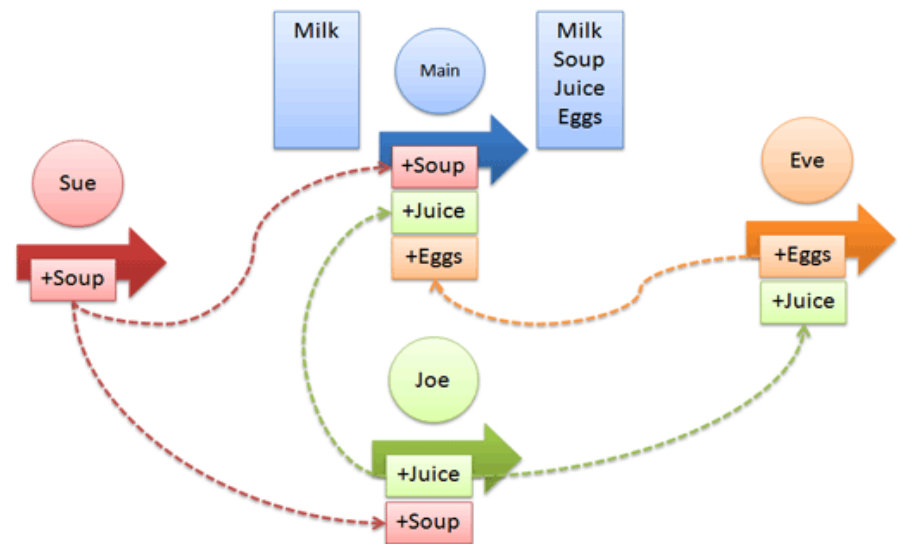 Milk
Main
Milk
Soup
Juice
Eggs
Sue
+Soup
+Soup
+Juice
+Eggs
Eve
+Eggs
+Juice
Joe
+Juice
+Soup